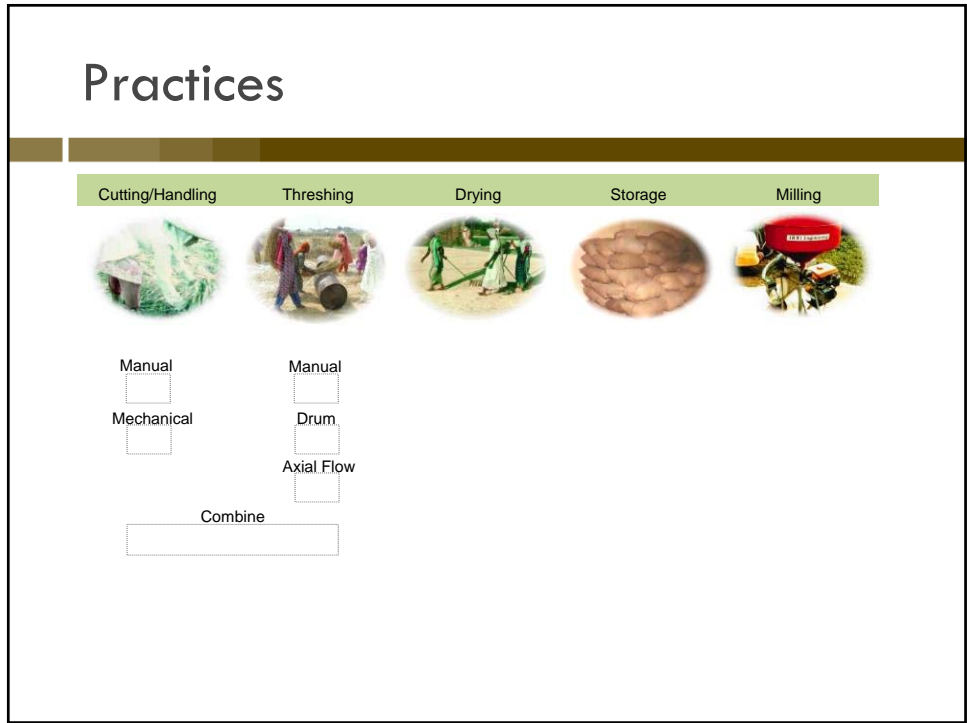 Practices
Cutting/Handling Threshing Drying Storage Milling
Manual Manual
Mechanical Drum
Axial Flow
Combine